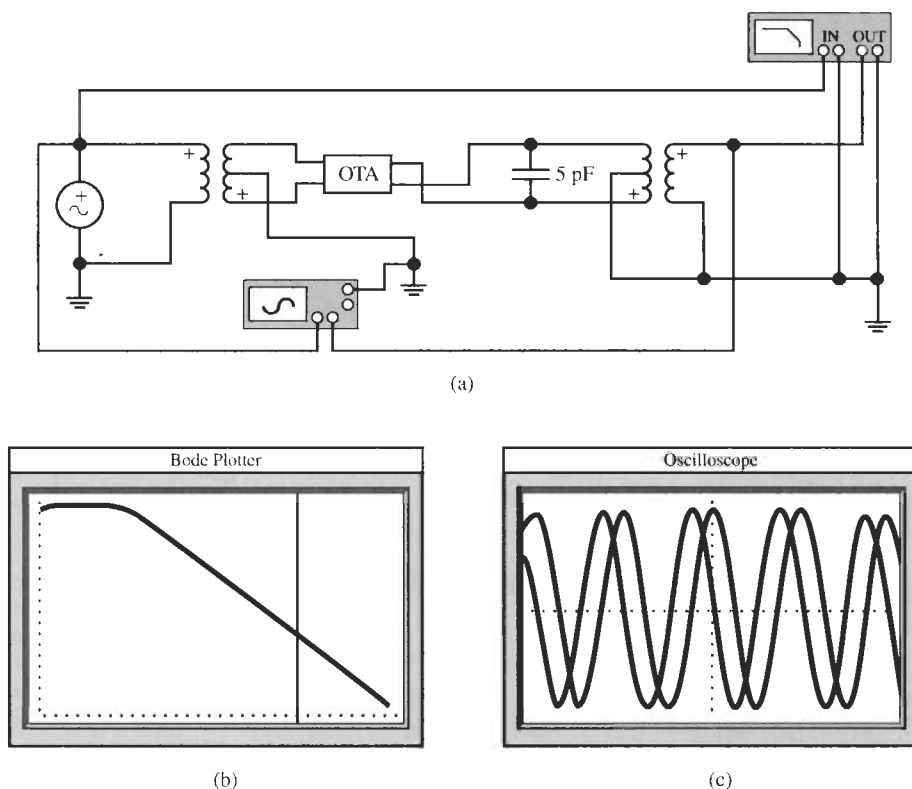 IN OUT
+
+
+
OTA
5 pF
+
+
(a)
Bode Plotter
Oscilloscope
(b)
(c)